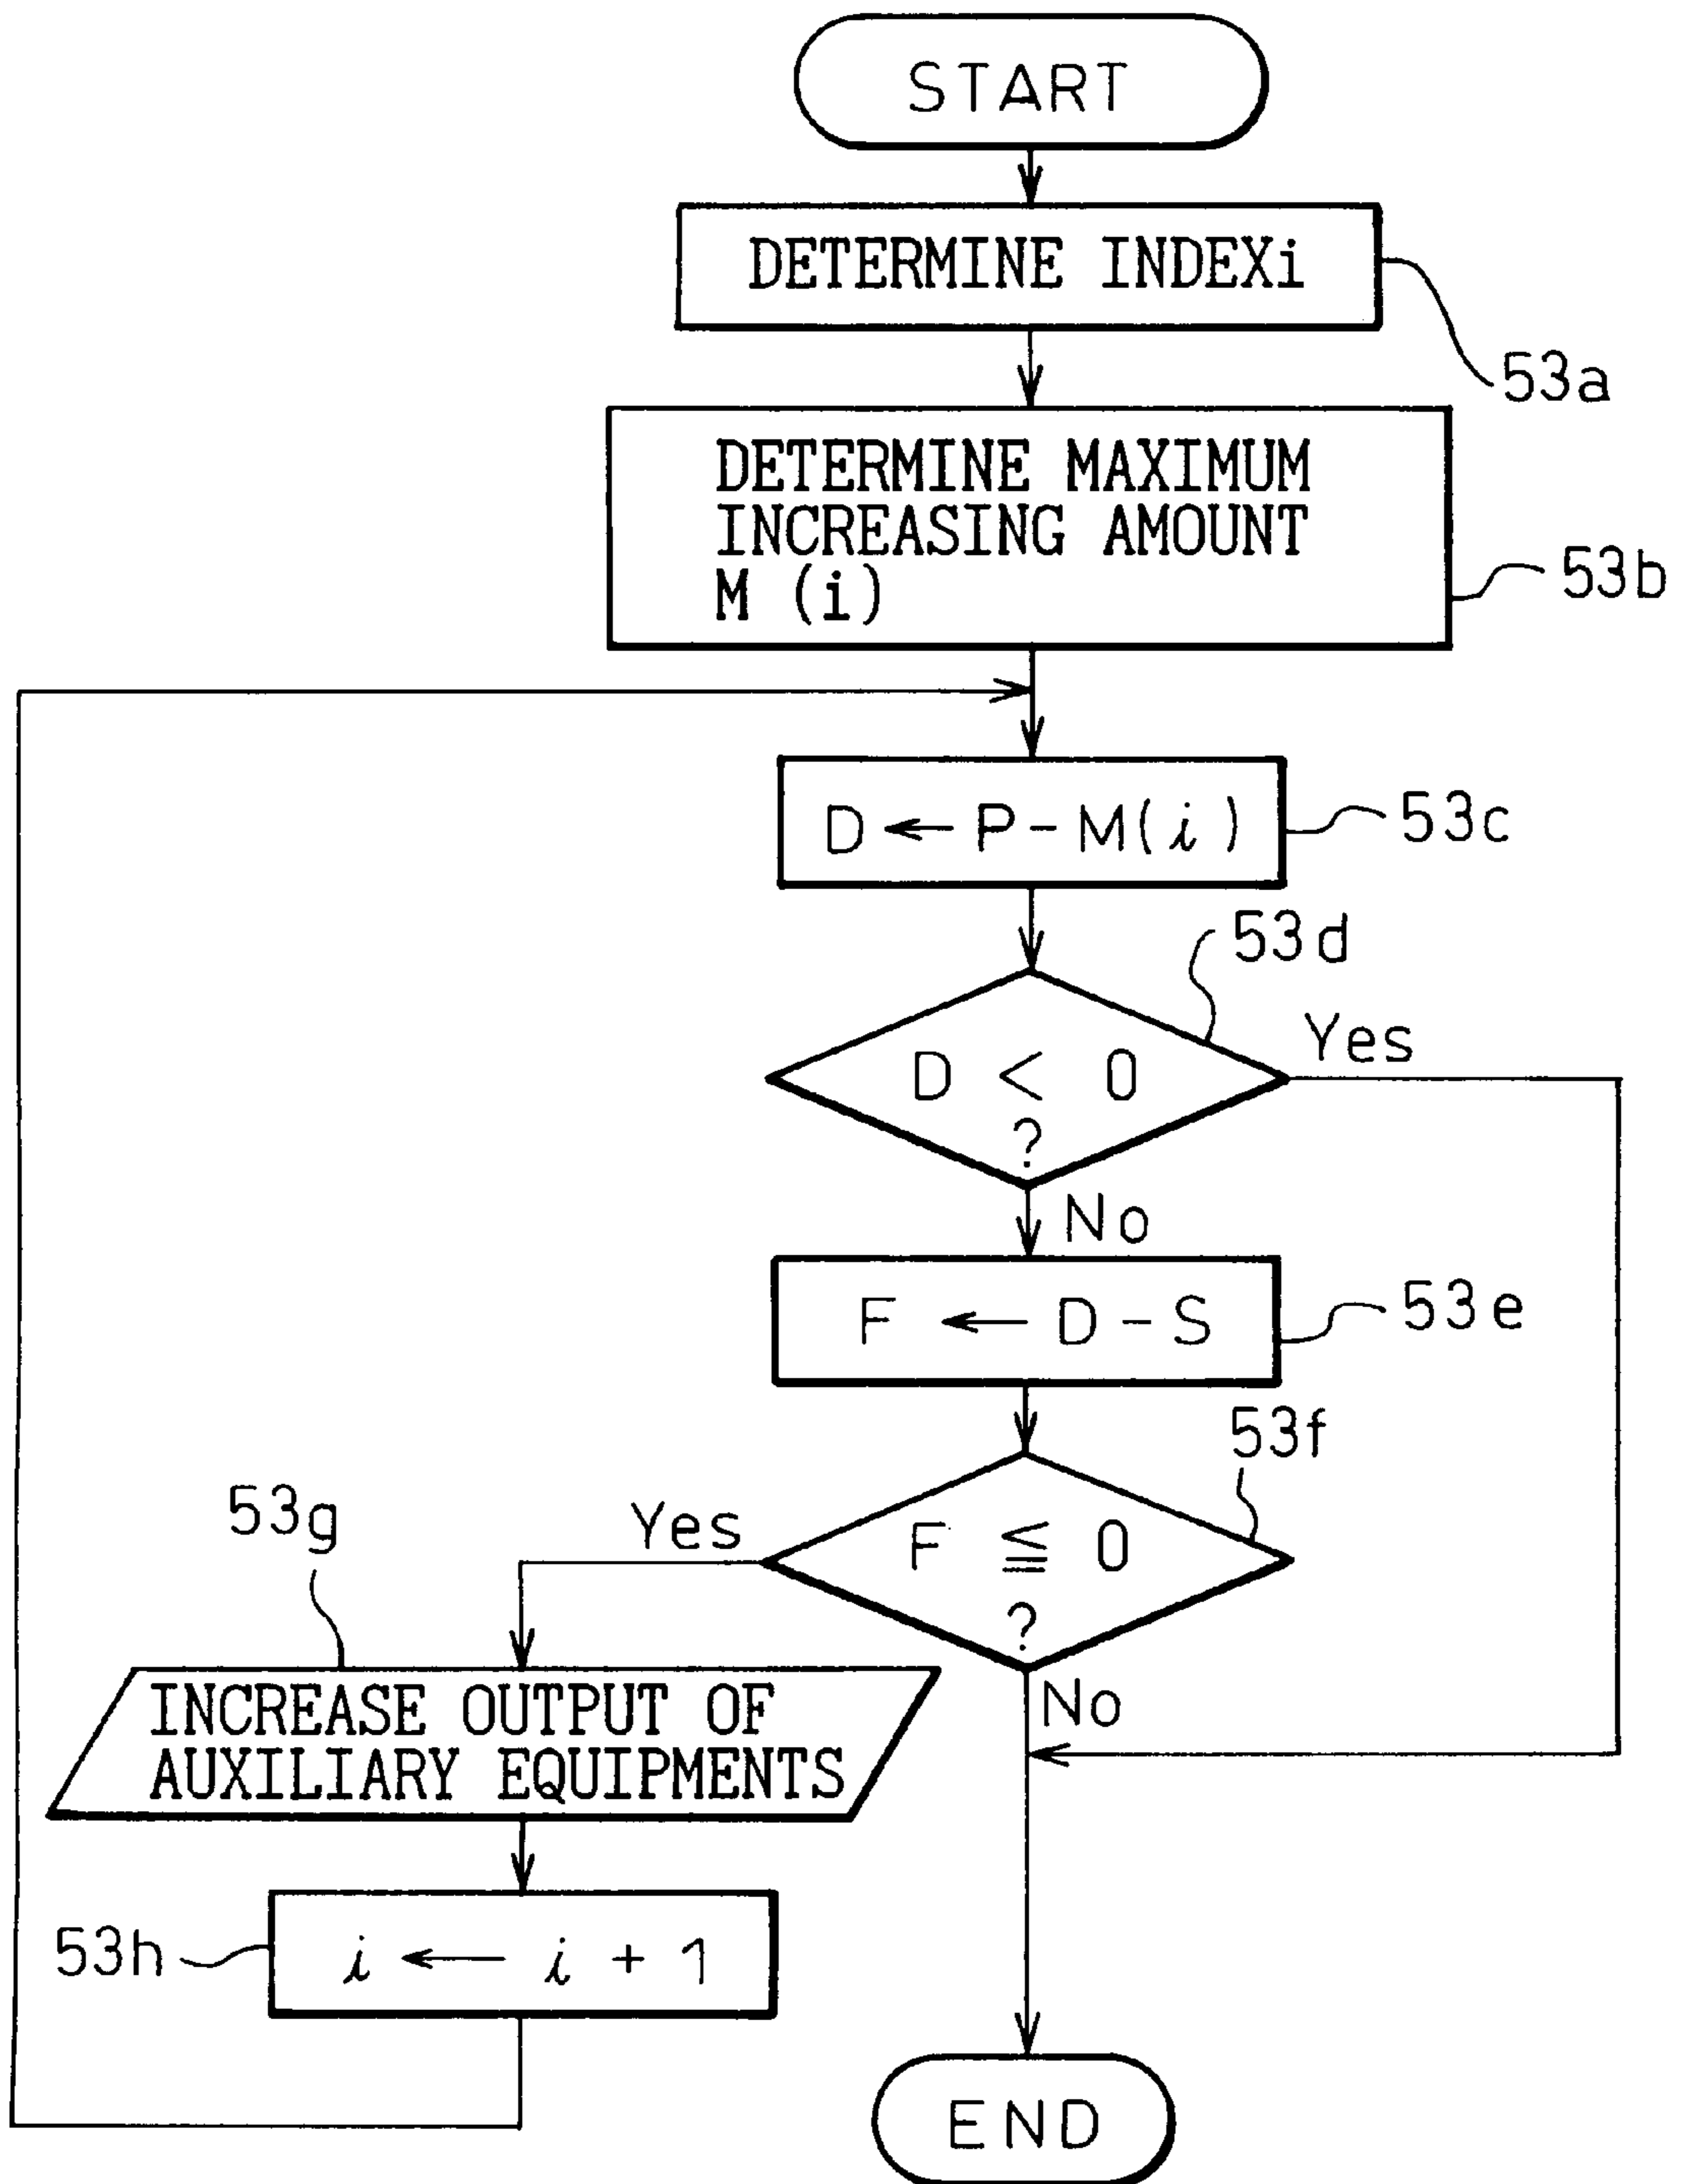 START
DETERMINE INDEXi
53a
DETERMINE MAXIMUM
INCREASING AMOUNT
M (i)
53b
D ← P - M(i)
53c
53d
D < 0
?
Yes
No
F ← D - S
53e
53f
F ≦ 0
?
Yes
No
53g
INCREASE OUTPUT OF
AUXILIARY EQUIPMENTS
53h
i ← i + 1
END